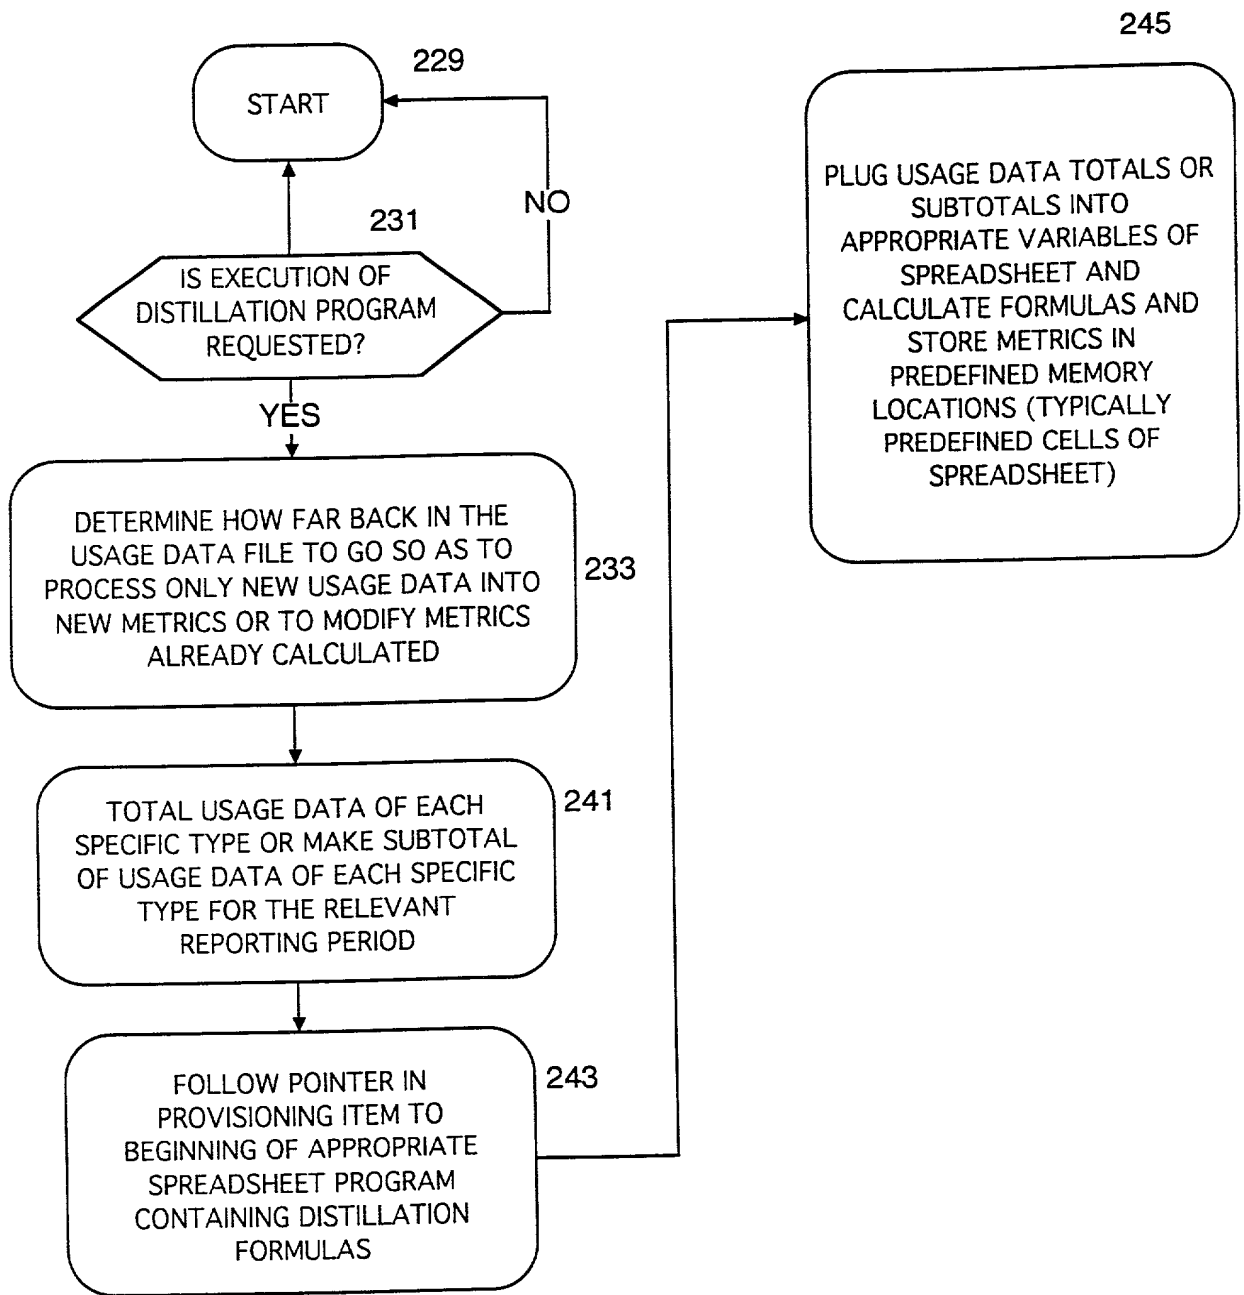 229
START
NO
231
IS EXECUTION OF
DISTILLATION PROGRAM
REQUESTED?
YES
DETERMINE HOW FAR BACK IN THE
USAGE DATA FILE TO GO SO AS TO
PROCESS ONLY NEW USAGE DATA INTO
NEW METRICS OR TO MODIFY METRICS
ALREADY CALCULATED
233
TOTAL USAGE DATA OF EACH
SPECIFIC TYPE OR MAKE SUBTOTAL
OF USAGE DATA OF EACH SPECIFIC
TYPE FOR THE RELEVANT
REPORTING PERIOD
241
FOLLOW POINTER IN
PROVISIONING ITEM TO
BEGINNING OF APPROPRIATE
SPREADSHEET PROGRAM
CONTAINING DISTILLATION
FORMULAS
243
245
PLUG USAGE DATA TOTALS OR
SUBTOTALS INTO
APPROPRIATE VARIABLES OF
SPREADSHEET AND
CALCULATE FORMULAS AND
STORE METRICS IN
PREDEFINED MEMORY
LOCATIONS (TYPICALLY
PREDEFINED CELLS OF
SPREADSHEET)